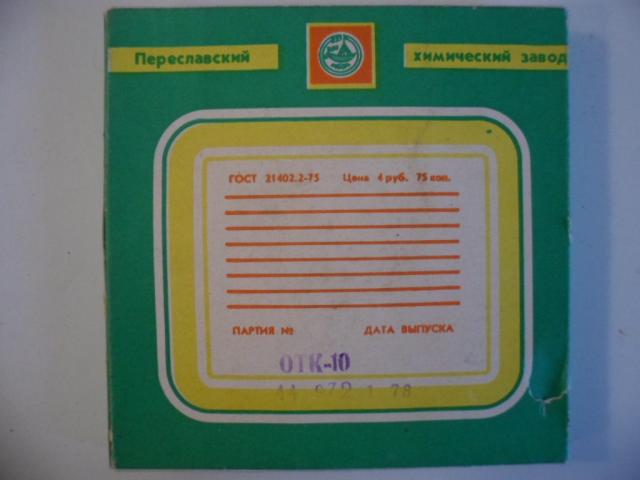 Переславский химический завод
ГОСТ 21402.2-75 Цена 4 руб. 75 коп.
ПАРТИЯ № ДАТА ВЫПУСКА
ОТК-10